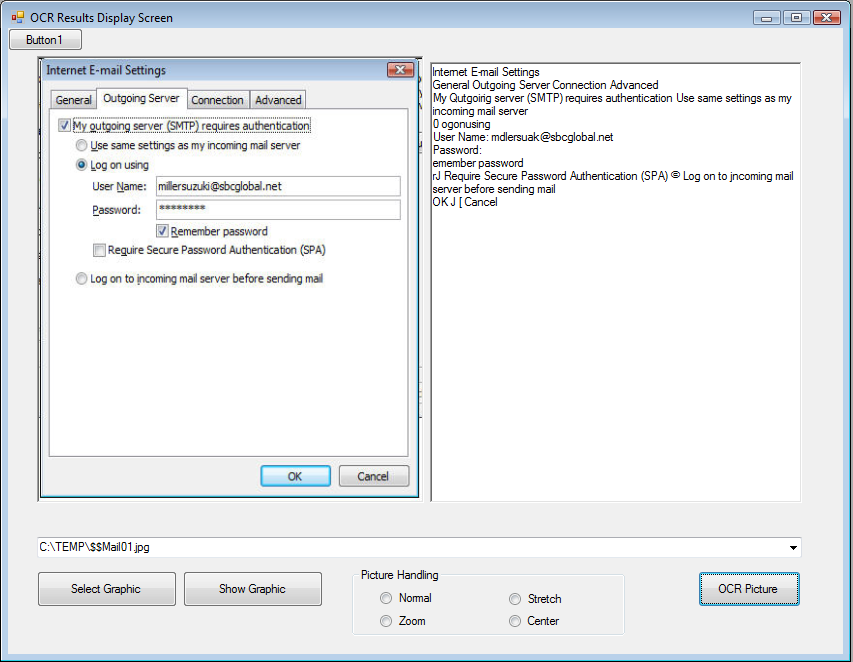 OCR Results Display Screen
Button1
Internet E-mail Settings
General Outgoing Server Connection Advanced
My outgoing server (SMTP) requires authentication
Use same settings as my incoming mail server
Log on using
User Name: millersuzuki@sbcglobal.net
Password: ********
Remember password
Require Secure Password Authentication (SPA)
Log on to incoming mail server before sending mail
OK Cancel
Internet E-mail Settings
General Outgoing Server Connection Advanced
My Qutgoirig server (SMTP) requires authentication Use same settings as my
incoming mail server
0 ogonusing
User Name: mdlersuak@sbcglobal.net
Password:
emember password
rJ Require Secure Password Authentication (SPA) Log on to jncoming mail
server before sending mail
OK J [ Cancel
C:\TEMP\$$Mail01.jpg
Select Graphic
Show Graphic
Picture Handling
Normal
Stretch
Zoom
Center
OCR Picture